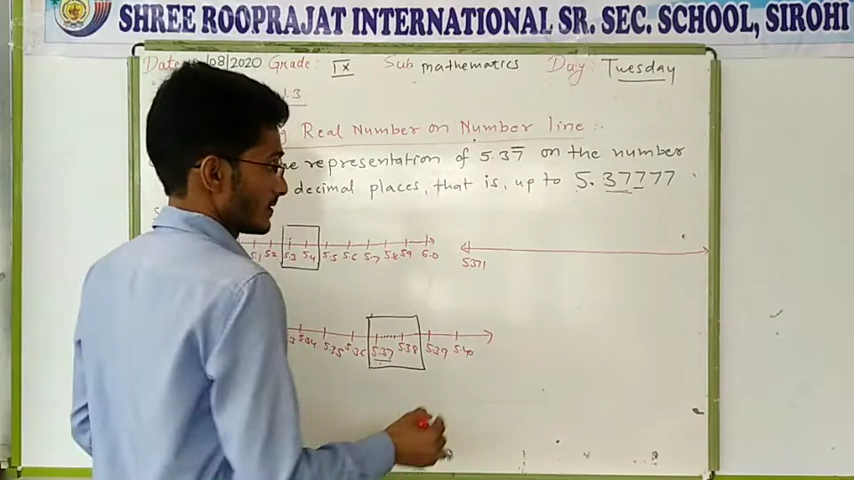 SHREE ROOPRAJAT INTERNATIONAL SR. SEC. SCHOOL, SIROHI
Date /08/2020 Grade: IX Sub mathematics Day: Tuesday
.3
Real Number on Number line :-
representation of 5.37̅ on the number
decimal places, that is, up to 5.37777
5.1 5.2 5.3 5.4 5.5 5.6 5.7 5.8 5.9 6.0
5371
5.34 5.35 5.36 5.37 5.38 5.39 5.40